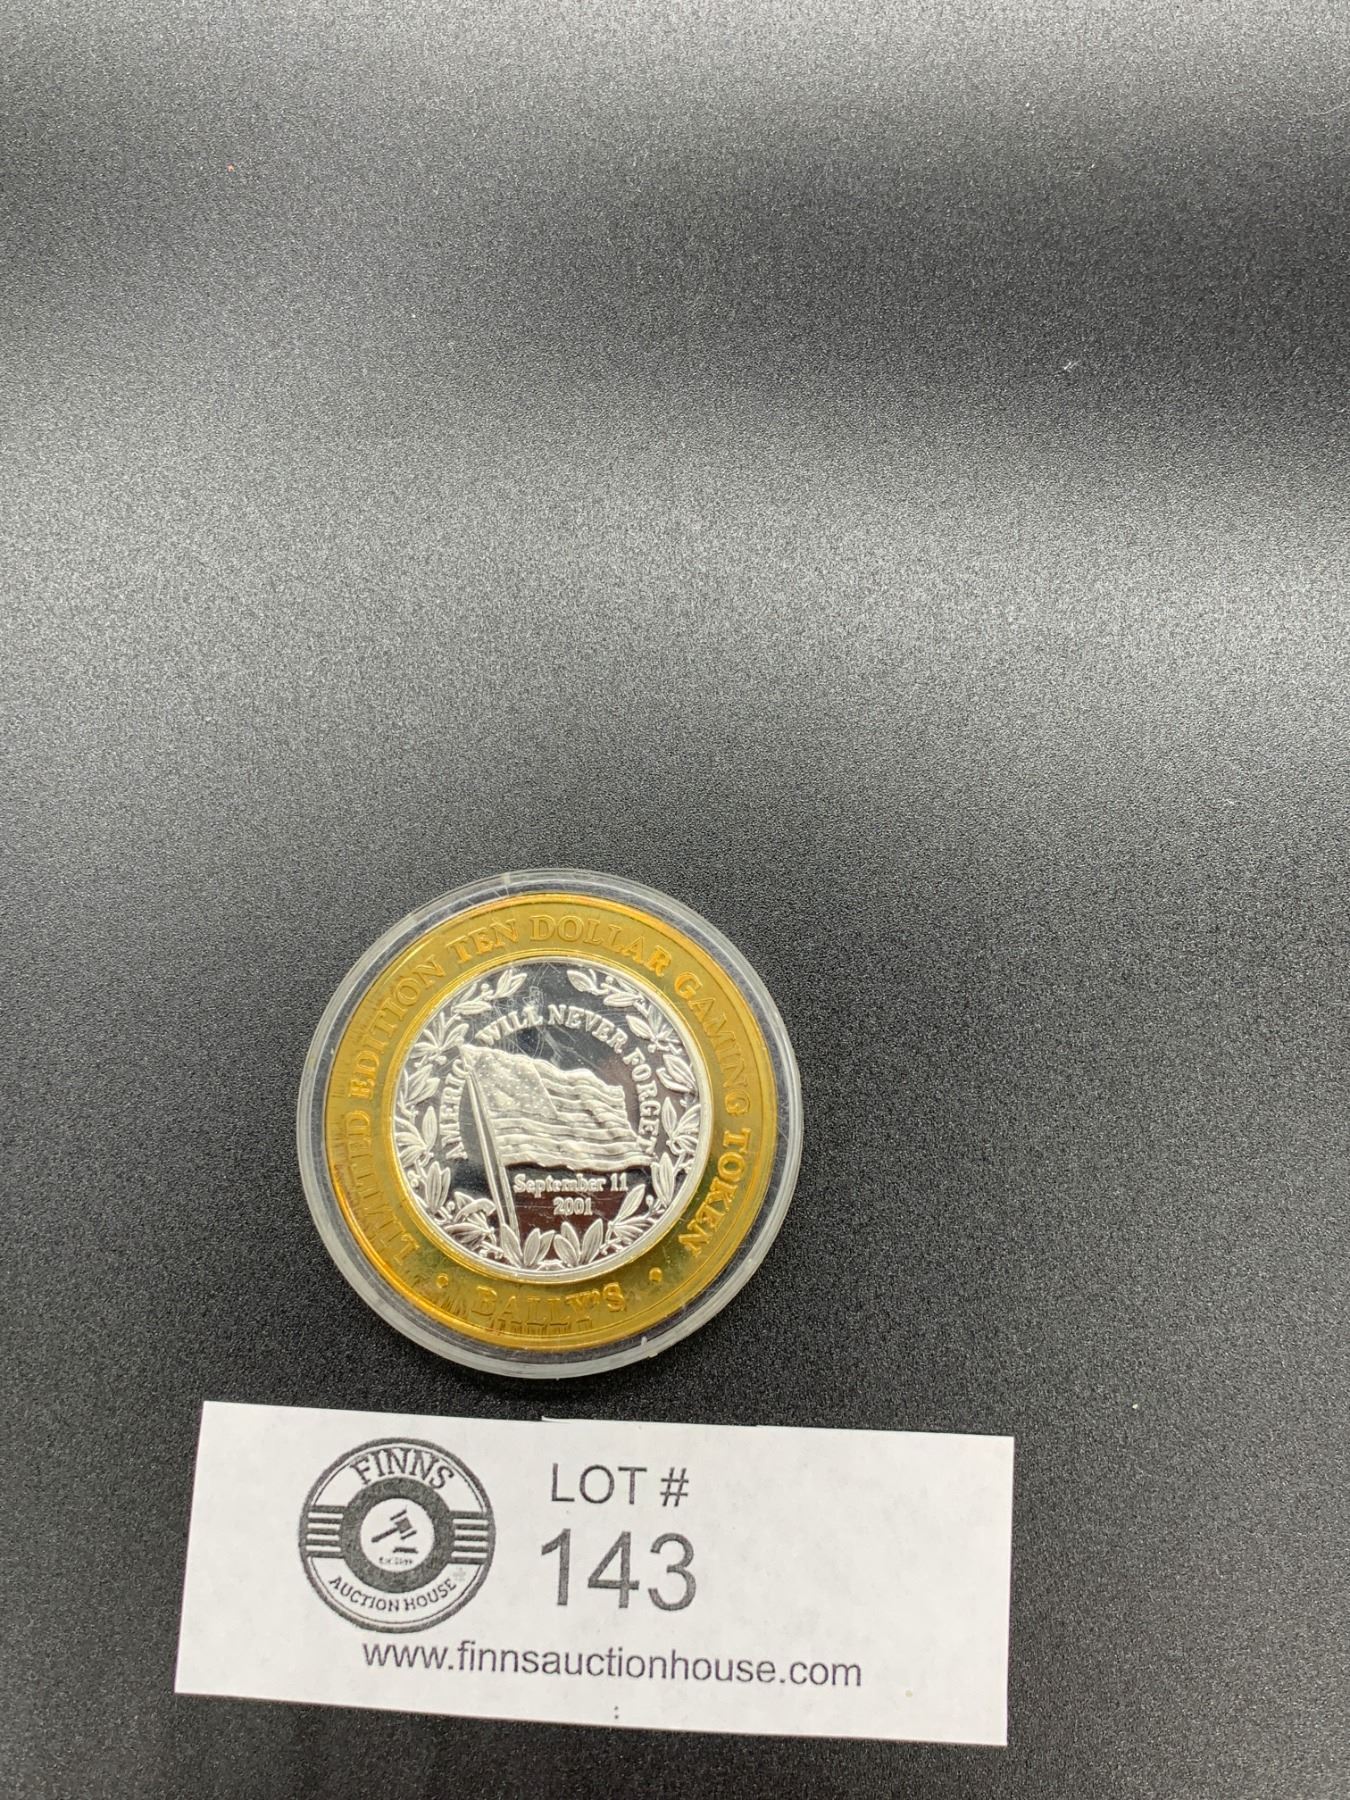 LIMITED EDITION TEN DOLLAR GAMING TOKEN
• BALLY'S •
AMERICA WILL NEVER FORGET
September 11
2001
FINNS
AUCTION HOUSE
LOT #
143
www.finnsauctionhouse.com